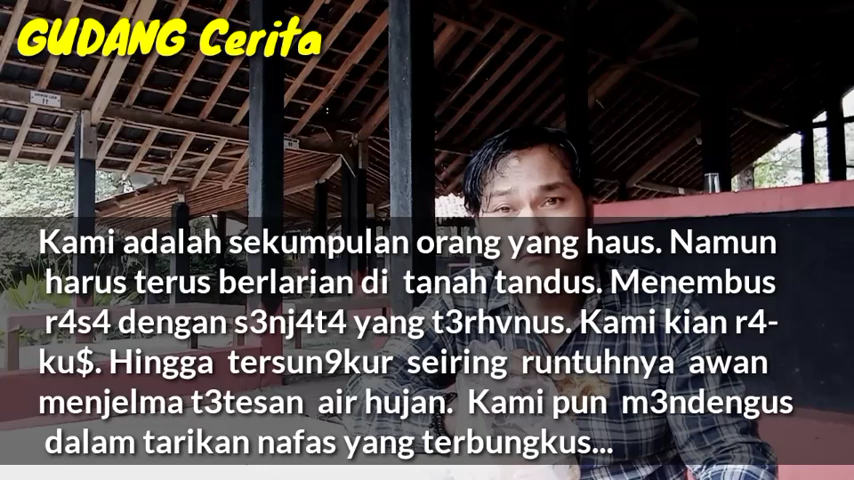 GUDANG Cerita
Kami adalah sekumpulan orang yang haus. Namun
harus terus berlarian di tanah tandus. Menembus
r4s4 dengan s3nj4t4 yang t3rhvnus. Kami kian r4-
ku$. Hingga tersun9kur seiring runtuhnya awan
menjelma t3tesan air hujan. Kami pun m3ndengus
dalam tarikan nafas yang terbungkus...